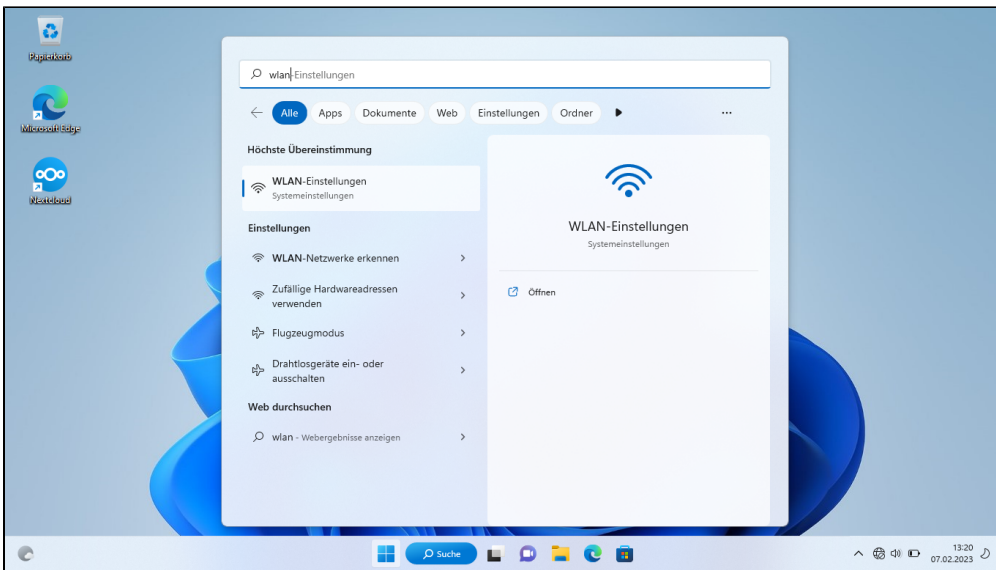 Papierkorb
Microsoft Edge
Nextcloud
wlan-Einstellungen
Alle Apps Dokumente Web Einstellungen Ordner
Höchste Übereinstimmung
WLAN-Einstellungen
Systemeinstellungen
Einstellungen
WLAN-Netzwerke erkennen
Zufällige Hardwareadressen
verwenden
Flugzeugmodus
Drahtlosgeräte ein- oder
ausschalten
Web durchsuchen
wlan - Webergebnisse anzeigen
WLAN-Einstellungen
Systemeinstellungen
Öffnen
Suche
13:20
07.02.2023